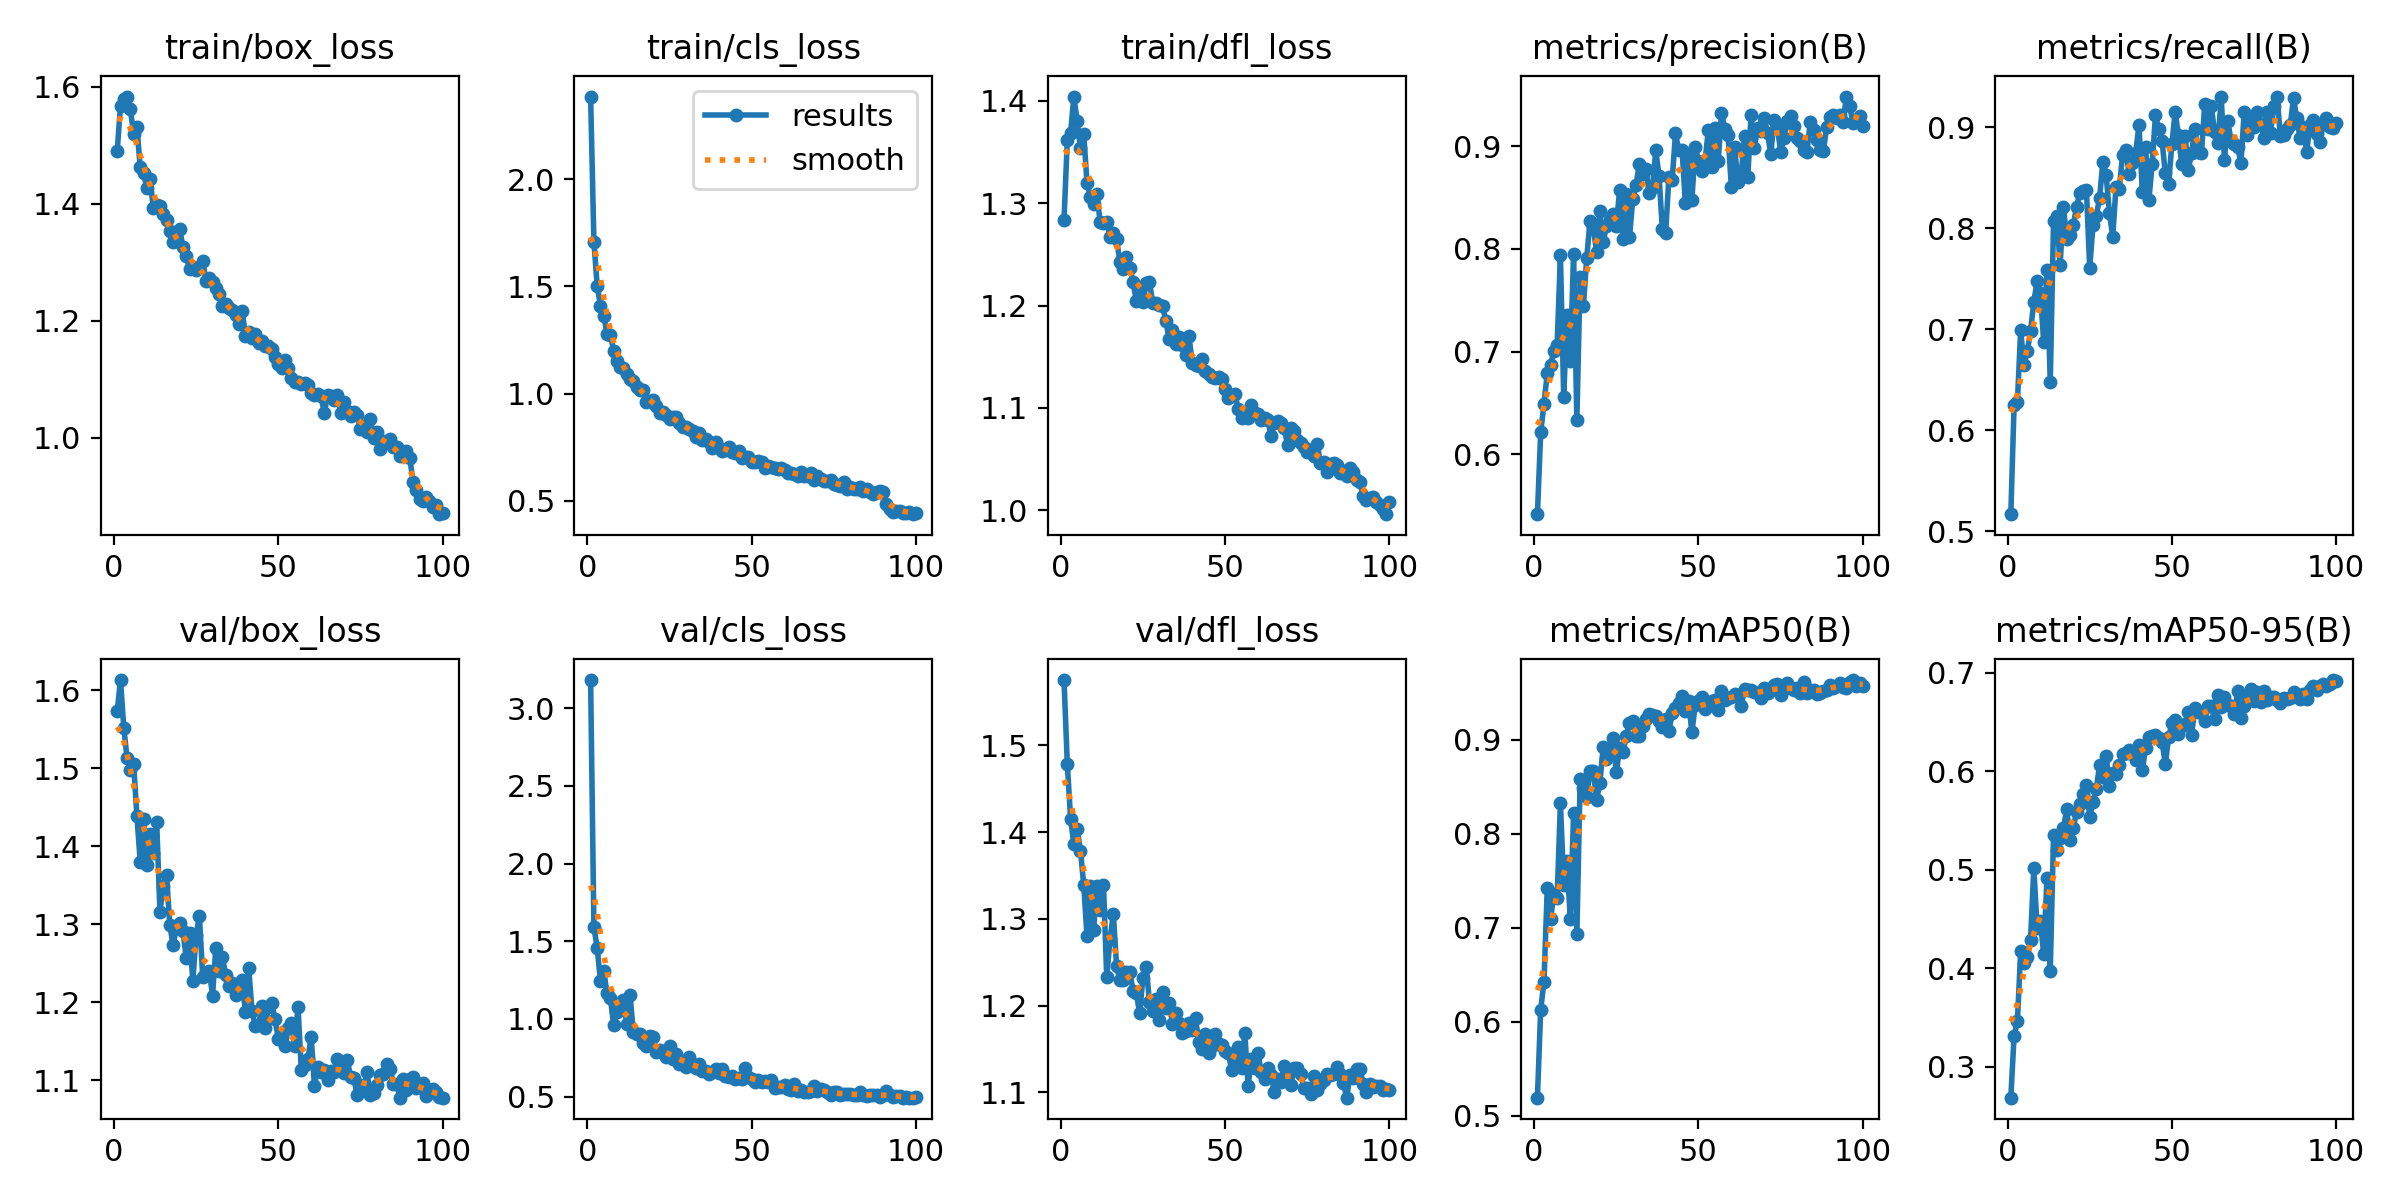 train/box_loss
1.6
1.4
1.2
1.0
0 50 100
train/cls_loss
results
smooth
2.0
1.5
1.0
0.5
0 50 100
train/dfl_loss
1.4
1.3
1.2
1.1
1.0
0 50 100
metrics/precision(B)
0.9
0.8
0.7
0.6
0 50 100
metrics/recall(B)
0.9
0.8
0.7
0.6
0.5
0 50 100
val/box_loss
1.6
1.5
1.4
1.3
1.2
1.1
0 50 100
val/cls_loss
3.0
2.5
2.0
1.5
1.0
0.5
0 50 100
val/dfl_loss
1.5
1.4
1.3
1.2
1.1
0 50 100
metrics/mAP50(B)
0.9
0.8
0.7
0.6
0.5
0 50 100
metrics/mAP50-95(B)
0.7
0.6
0.5
0.4
0.3
0 50 100